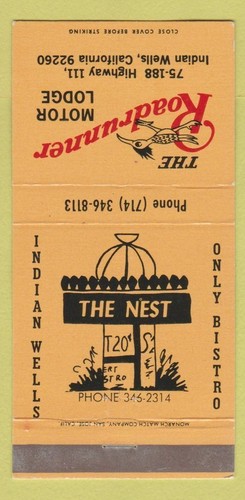 CLOSE COVER BEFORE STRIKING
THE
Roadrunner
MOTOR
LODGE
75-188 Highway 111,
Indian Wells, California 92260
Phone (714) 346-8113
INDIAN WELLS
ONLY BISTRO
THE NEST
PHONE 346-2314
MONARCH MATCH COMPANY, SAN JOSE, CALIF.